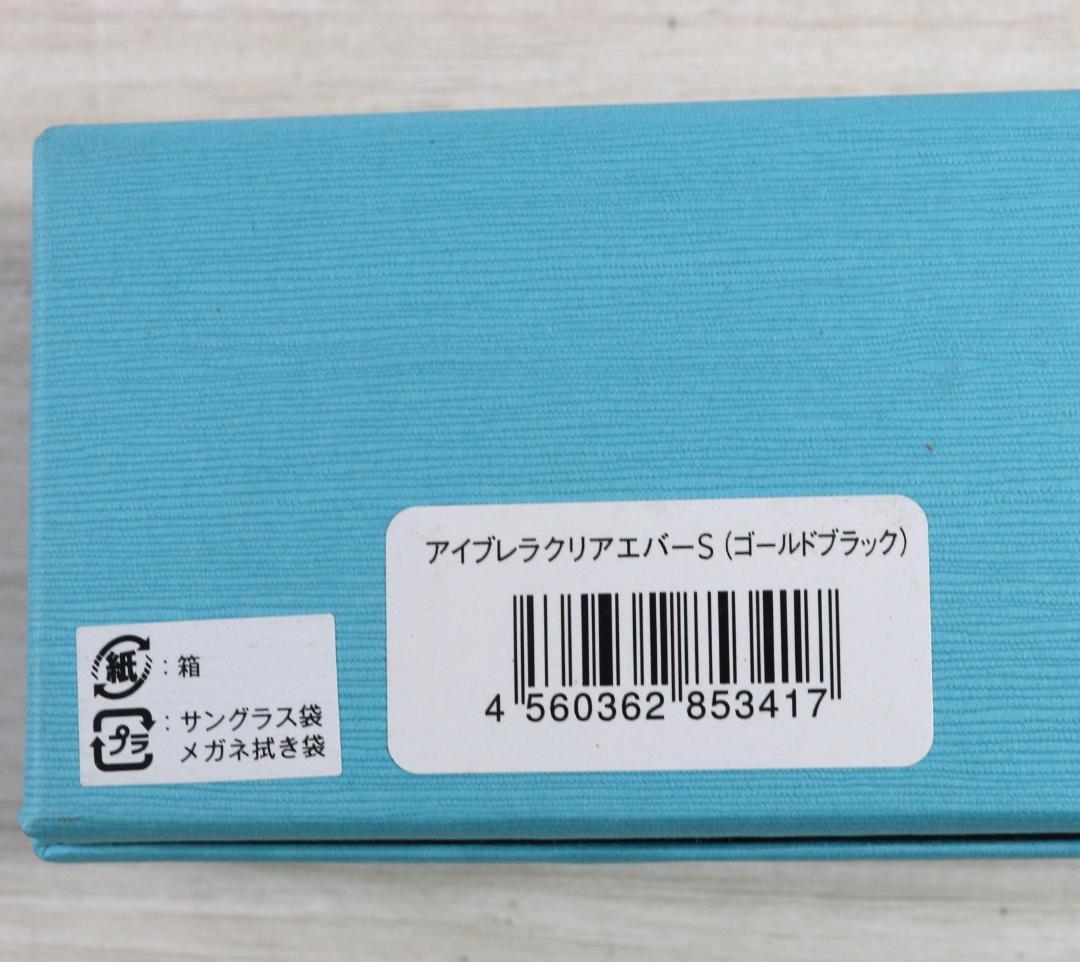 アイブレラクリアエバーS (ゴールドブラック)
4 560362 853417
紙 : 箱
プラ : サングラス袋
メガネ拭き袋